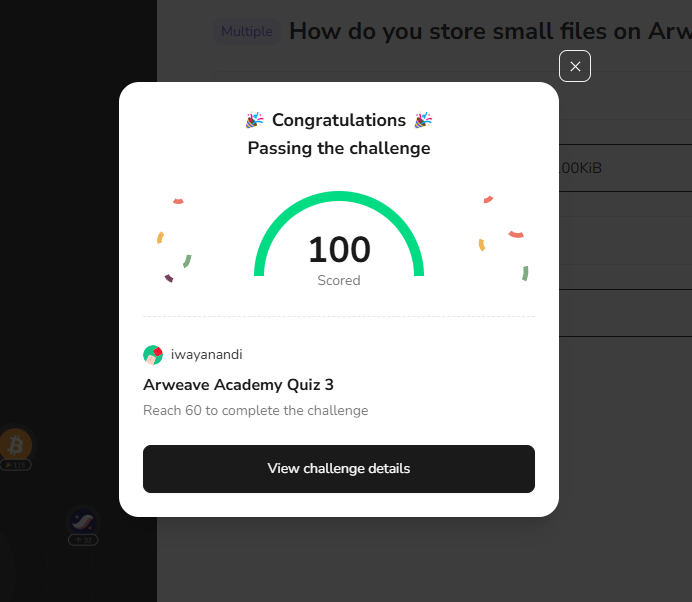 Multiple How do you store small files on Arw
🎉 Congratulations 🎉
Passing the challenge
00KiB
100
Scored
iwayanandi
Arweave Academy Quiz 3
Reach 60 to complete the challenge
View challenge details